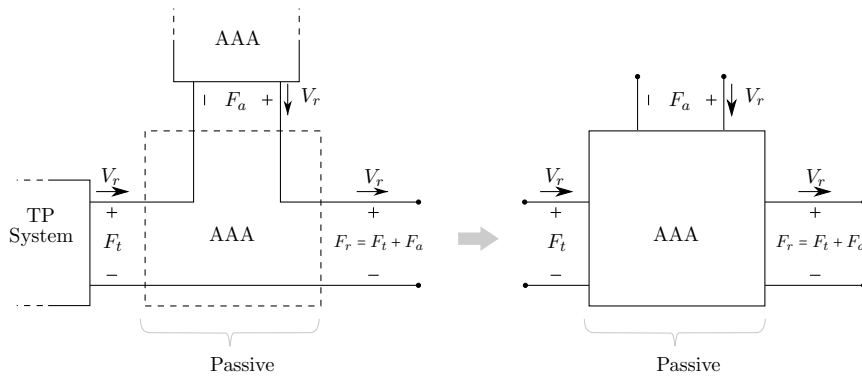 AAA
− F_a +
V_r
V_r
V_r
TP
System
+
F_t
−
AAA
+
F_r = F_t + F_a
−
Passive
− F_a +
V_r
V_r
V_r
+
F_t
−
AAA
+
F_r = F_t + F_a
−
Passive